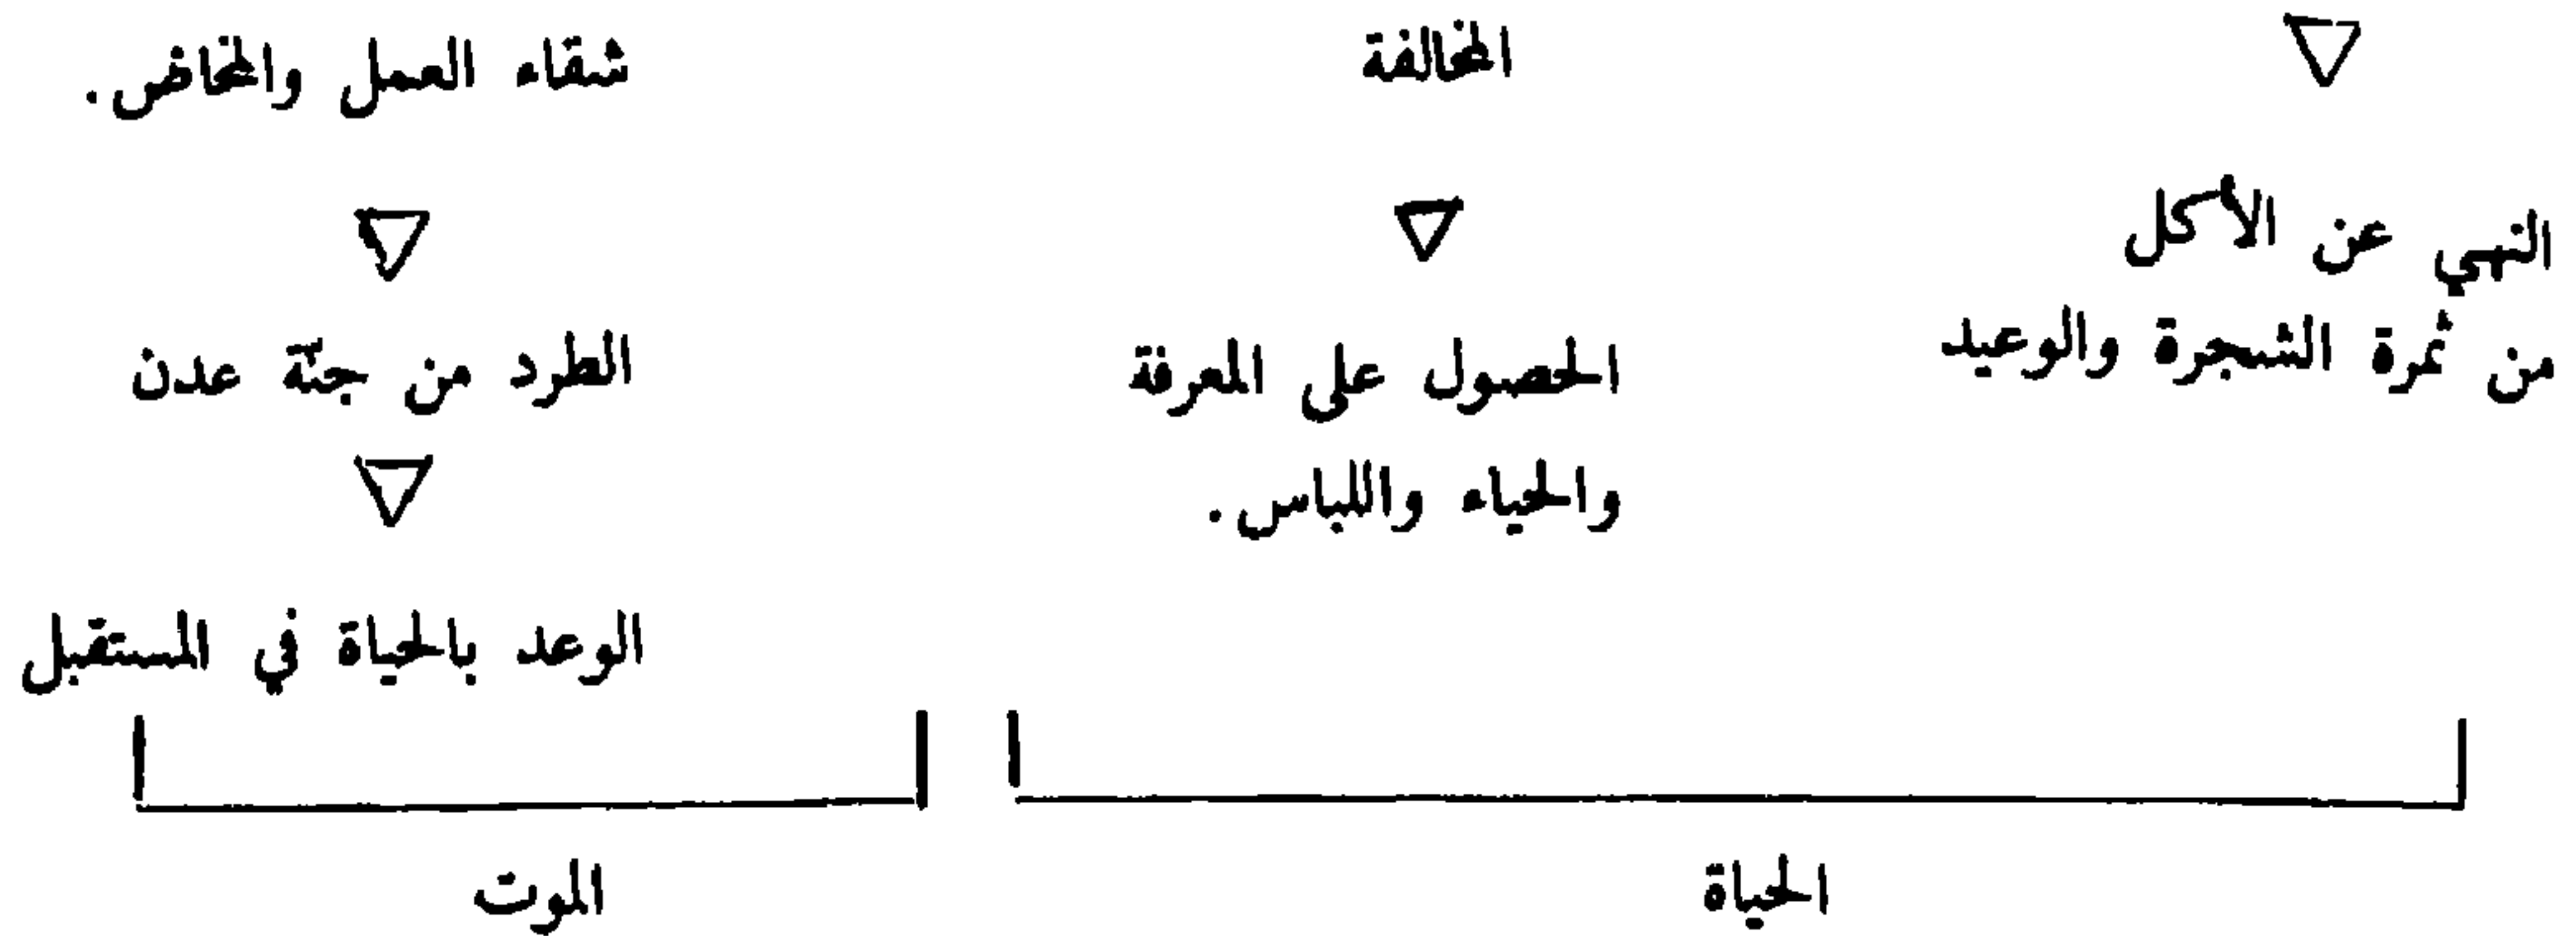 النهي عن الأكل
من ثمرة الشجرة والوعيد
المخالفة
الحصول على المعرفة
والحياء واللباس.
شقاء العمل والمخاض.
الطرد من جنّة عدن
الوعد بالحياة في المستقبل
الحياة
الموت